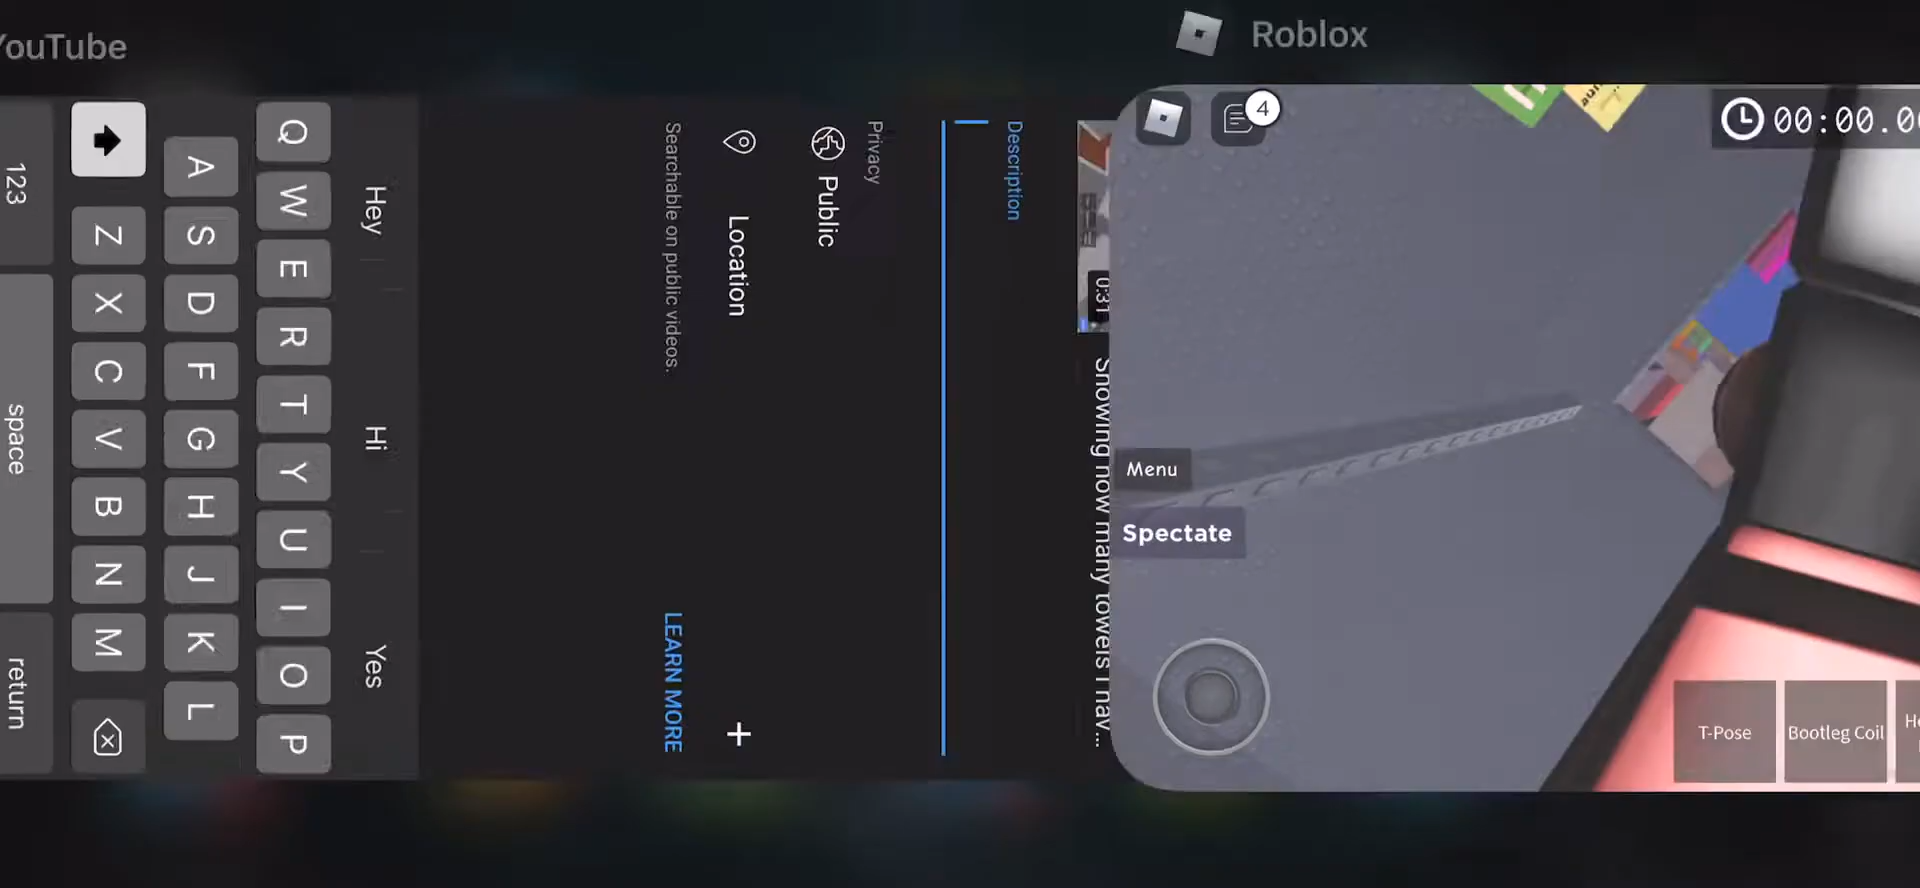 YouTube
Roblox
Showing how many towels I hav...
0:31
Description
Privacy
Public
Location
Searchable on public videos.
LEARN MORE
Hey
Hi
Yes
Q W E R T Y U I O P
A S D F G H J K L
Z X C V B N M
123
space
return
4
00:00.0
Menu
Spectate
T-Pose
Bootleg Coil